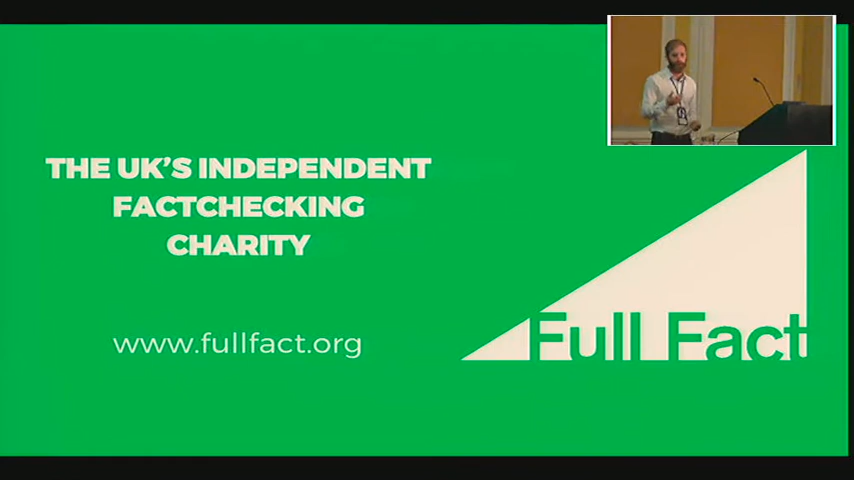 THE UK'S INDEPENDENT
FACTCHECKING
CHARITY
www.fullfact.org
Full Fact